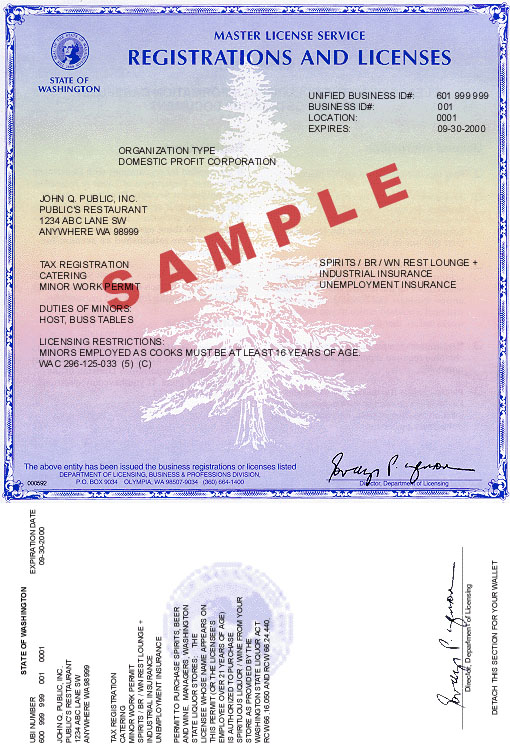 MASTER LICENSE SERVICE
REGISTRATIONS AND LICENSES
STATE OF
WASHINGTON
UNIFIED BUSINESS ID#: 601 999 999
BUSINESS ID#: 001
LOCATION: 0001
EXPIRES: 09-30-2000
ORGANIZATION TYPE
DOMESTIC PROFIT CORPORATION
SAMPLE
JOHN Q. PUBLIC, INC.
PUBLIC'S RESTAURANT
1234 ABC LANE SW
ANYWHERE WA 98999
TAX REGISTRATION
CATERING
MINOR WORK PERMIT
SPIRITS / BR / WN REST LOUNGE +
INDUSTRIAL INSURANCE
UNEMPLOYMENT INSURANCE
DUTIES OF MINORS:
HOST, BUSS TABLES
LICENSING RESTRICTIONS:
MINORS EMPLOYED AS COOKS MUST BE AT LEAST 16 YEARS OF AGE.
WAC 296-125-033 (5) (C)
The above entity has been issued the business registrations or licenses listed
DEPARTMENT OF LICENSING, BUSINESS & PROFESSIONS DIVISION,
P.O. BOX 9034 OLYMPIA, WA 98507-9034 (360) 664-1400
000592
Director, Department of Licensing
STATE OF WASHINGTON
UBI NUMBER EXPIRATION DATE
600 999 999 001 0001 09-30-2000
JOHN Q. PUBLIC, INC
PUBLIC'S RESTAURANT
1234 ABC LANE SW
ANYWHERE WA 98999
TAX REGISTRATION
CATERING
MINOR WORK PERMIT
SPIRITS / BR / WN REST LOUNGE +
INDUSTRIAL INSURANCE
UNEMPLOYMENT INSURANCE
PERMIT TO PURCHASE SPIRITS, BEER
AND WINE. MANAGERS, WASHINGTON
STATE LIQUOR STORES: THE
LICENSEE WHOSE NAME APPEARS ON
THIS PERMIT (OR THE LICENSEE'S
EMPLOYEE OVER 21 YEARS OF AGE)
IS AUTHORIZED TO PURCHASE
SPIRITUOUS LIQUOR / WINE FROM YOUR
STORE AS PROVIDED BY THE
WASHINGTON STATE LIQUOR ACT
RCW 66.16.050 AND RCW 66.24.440.
Director, Department of Licensing
DETACH THIS SECTION FOR YOUR WALLET